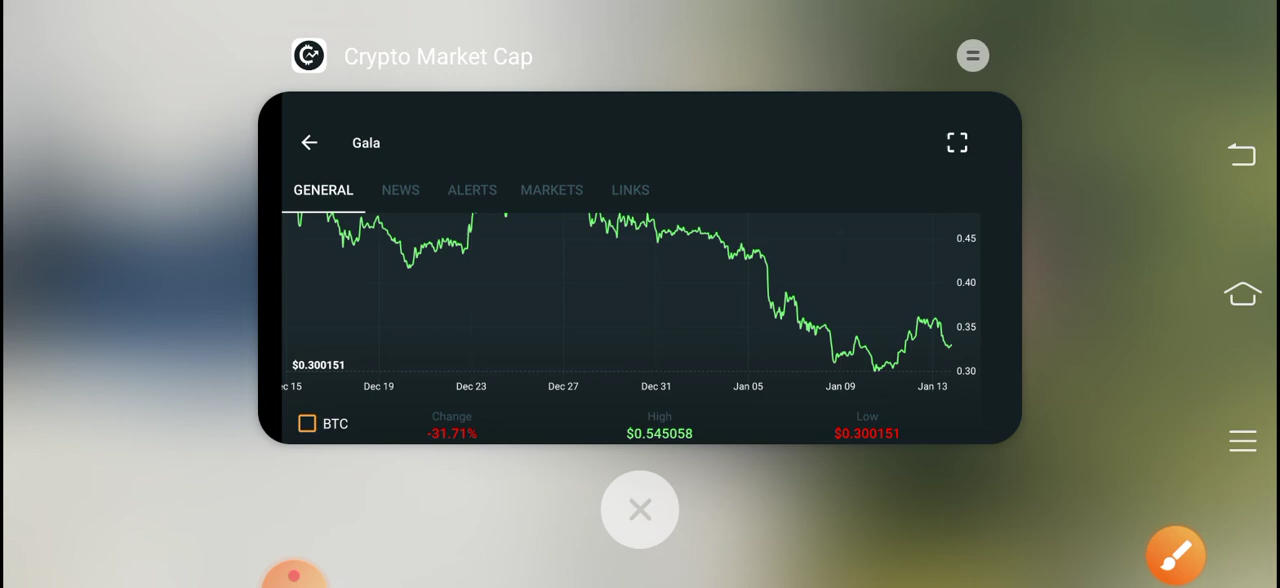 Crypto Market Cap
Gala
GENERAL NEWS ALERTS MARKETS LINKS
0.45
0.40
0.35
$0.300151
0.30
ec 15 Dec 19 Dec 23 Dec 27 Dec 31 Jan 05 Jan 09 Jan 13
BTC
Change High Low
-31.71% $0.545058 $0.300151